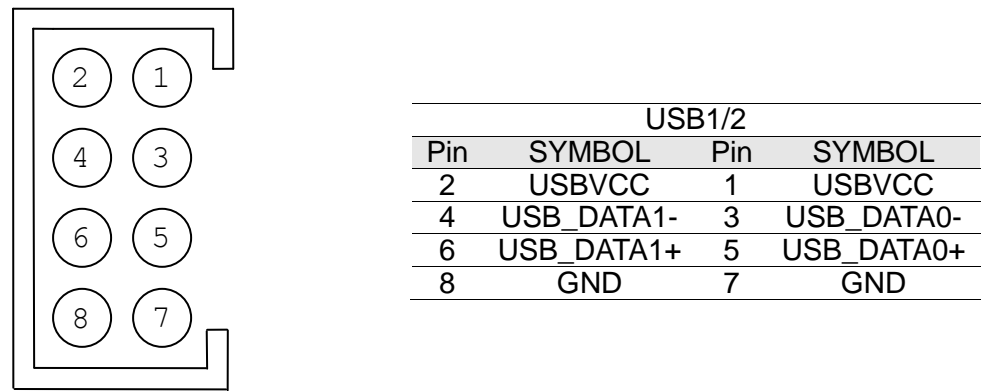 2 1
4 3
6 5
8 7
USB1/2
Pin SYMBOL Pin SYMBOL
2 USBVCC 1 USBVCC
4 USB_DATA1- 3 USB_DATA0-
6 USB_DATA1+ 5 USB_DATA0+
8 GND 7 GND